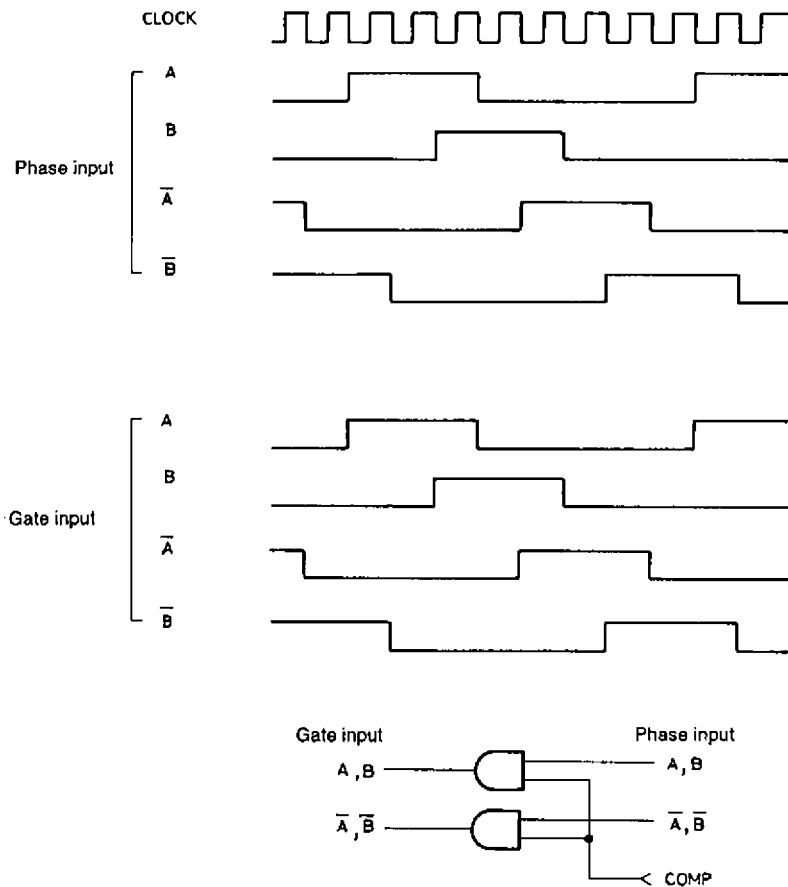 CLOCK
A
B
Phase input
A̅
B̅
A
B
Gate input
A̅
B̅
Gate input
Phase input
A, B
A, B
A̅, B̅
A̅, B̅
COMP